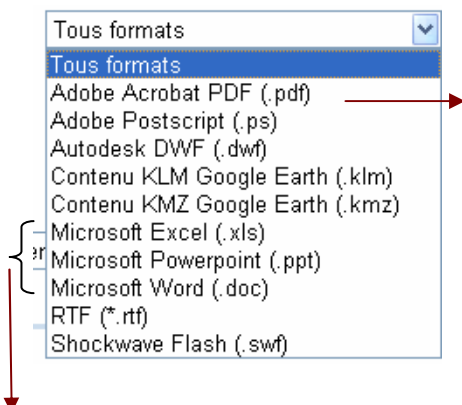 Tous formats
Tous formats
Adobe Acrobat PDF (.pdf)
Adobe Postscript (.ps)
Autodesk DWF (.dwf)
Contenu KLM Google Earth (.klm)
Contenu KMZ Google Earth (.kmz)
Microsoft Excel (.xls)
er
Microsoft Powerpoint (.ppt)
Microsoft Word (.doc)
RTF (*.rtf)
Shockwave Flash (.swf)